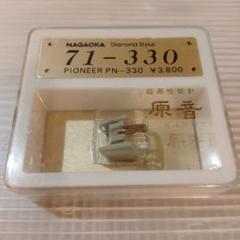 NAGAOKA Diamond Stylus
71-330
PIONEER PN-330 ¥3,800
原音